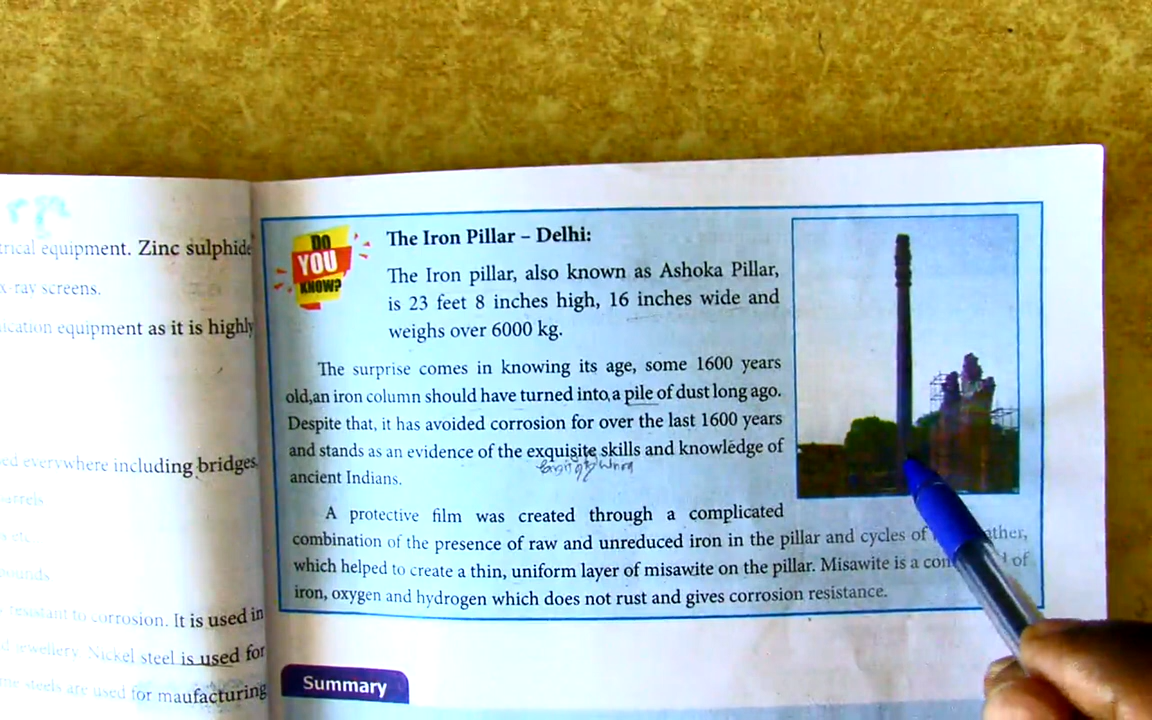 trical equipment. Zinc sulphide
x-ray screens.
ication equipment as it is highly
ed everywhere including bridges,
arrels
etc
pounds
resistant to corrosion. It is used in
d jewellery. Nickel steel is used for
me steels are used for maufacturing
DO
YOU
KNOW?
The Iron Pillar – Delhi:
The Iron pillar, also known as Ashoka Pillar,
is 23 feet 8 inches high, 16 inches wide and
weighs over 6000 kg.
The surprise comes in knowing its age, some 1600 years
old,an iron column should have turned into a pile of dust long ago.
Despite that, it has avoided corrosion for over the last 1600 years
and stands as an evidence of the exquisite skills and knowledge of
ancient Indians.
A protective film was created through a complicated
combination of the presence of raw and unreduced iron in the pillar and cycles of ather,
which helped to create a thin, uniform layer of misawite on the pillar. Misawite is a com d of
iron, oxygen and hydrogen which does not rust and gives corrosion resistance.
Summary